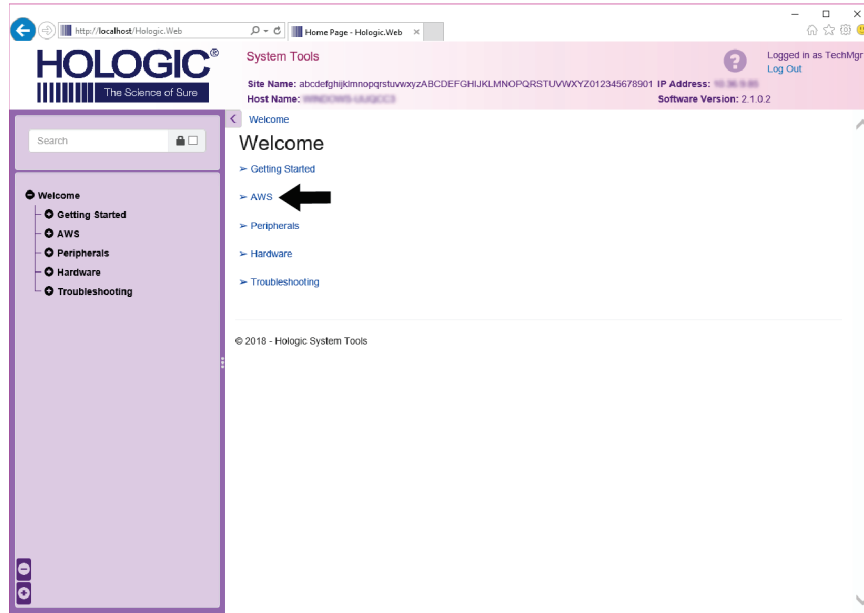 http://localhost/Hologic.Web
Home Page - Hologic.Web
HOLOGIC®
The Science of Sure
System Tools
Logged in as TechMgr
Log Out
Site Name: abcdefghijklmnopqrstuvwxyzABCDEFGHIJKLMNOPQRSTUVWXYZ012345678901 IP Address:
Host Name:
Software Version: 2.1.0.2
Search
Welcome
Getting Started
AWS
Peripherals
Hardware
Troubleshooting
Welcome
Welcome
➢ Getting Started
➢ AWS
➢ Peripherals
➢ Hardware
➢ Troubleshooting
© 2018 - Hologic System Tools